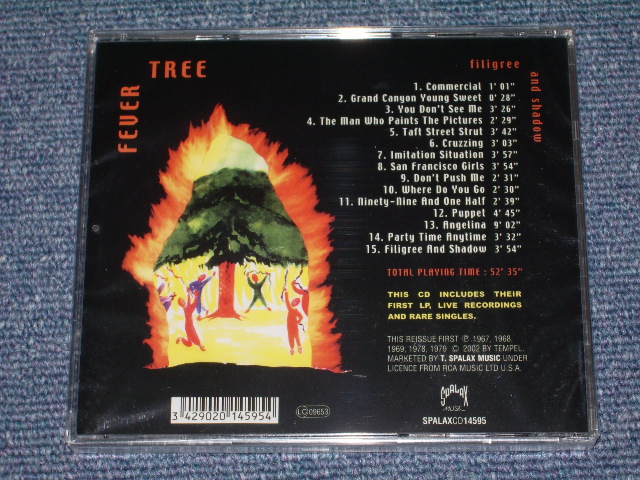 FEVER
TREE
filigree
and shadow
1. Commercial 1' 01"
2. Grand Canyon Young Sweet 0' 28"
3. You Don't See Me 3' 26"
4. The Man Who Paints The Pictures 2' 29"
5. Taft Street Strut 3' 42"
6. Cruzzing 3' 03"
7. Imitation Situation 3' 57"
8. San Francisco Girls 3' 54"
9. Don't Push Me 2' 31"
10. Where Do You Go 2' 30"
11. Ninety-Nine And One Half 2' 39"
12. Puppet 4' 45"
13. Angelina 9' 02"
14. Party Time Anytime 3' 32"
15. Filigree And Shadow 3' 54"
TOTAL PLAYING TIME : 52' 35"
THIS CD INCLUDES THEIR
FIRST LP, LIVE RECORDINGS
AND RARE SINGLES.
THIS REISSUE FIRST ℗ 1967, 1968
1969, 1978, 1979 © 2002 BY TEMPEL.
MARKETED BY T. SPALAX MUSIC UNDER
LICENCE FROM RCA MUSIC LTD U.S.A.
SPALAX
MUSIC
SPALAXCD14595
3 429020 145954
LC 09653